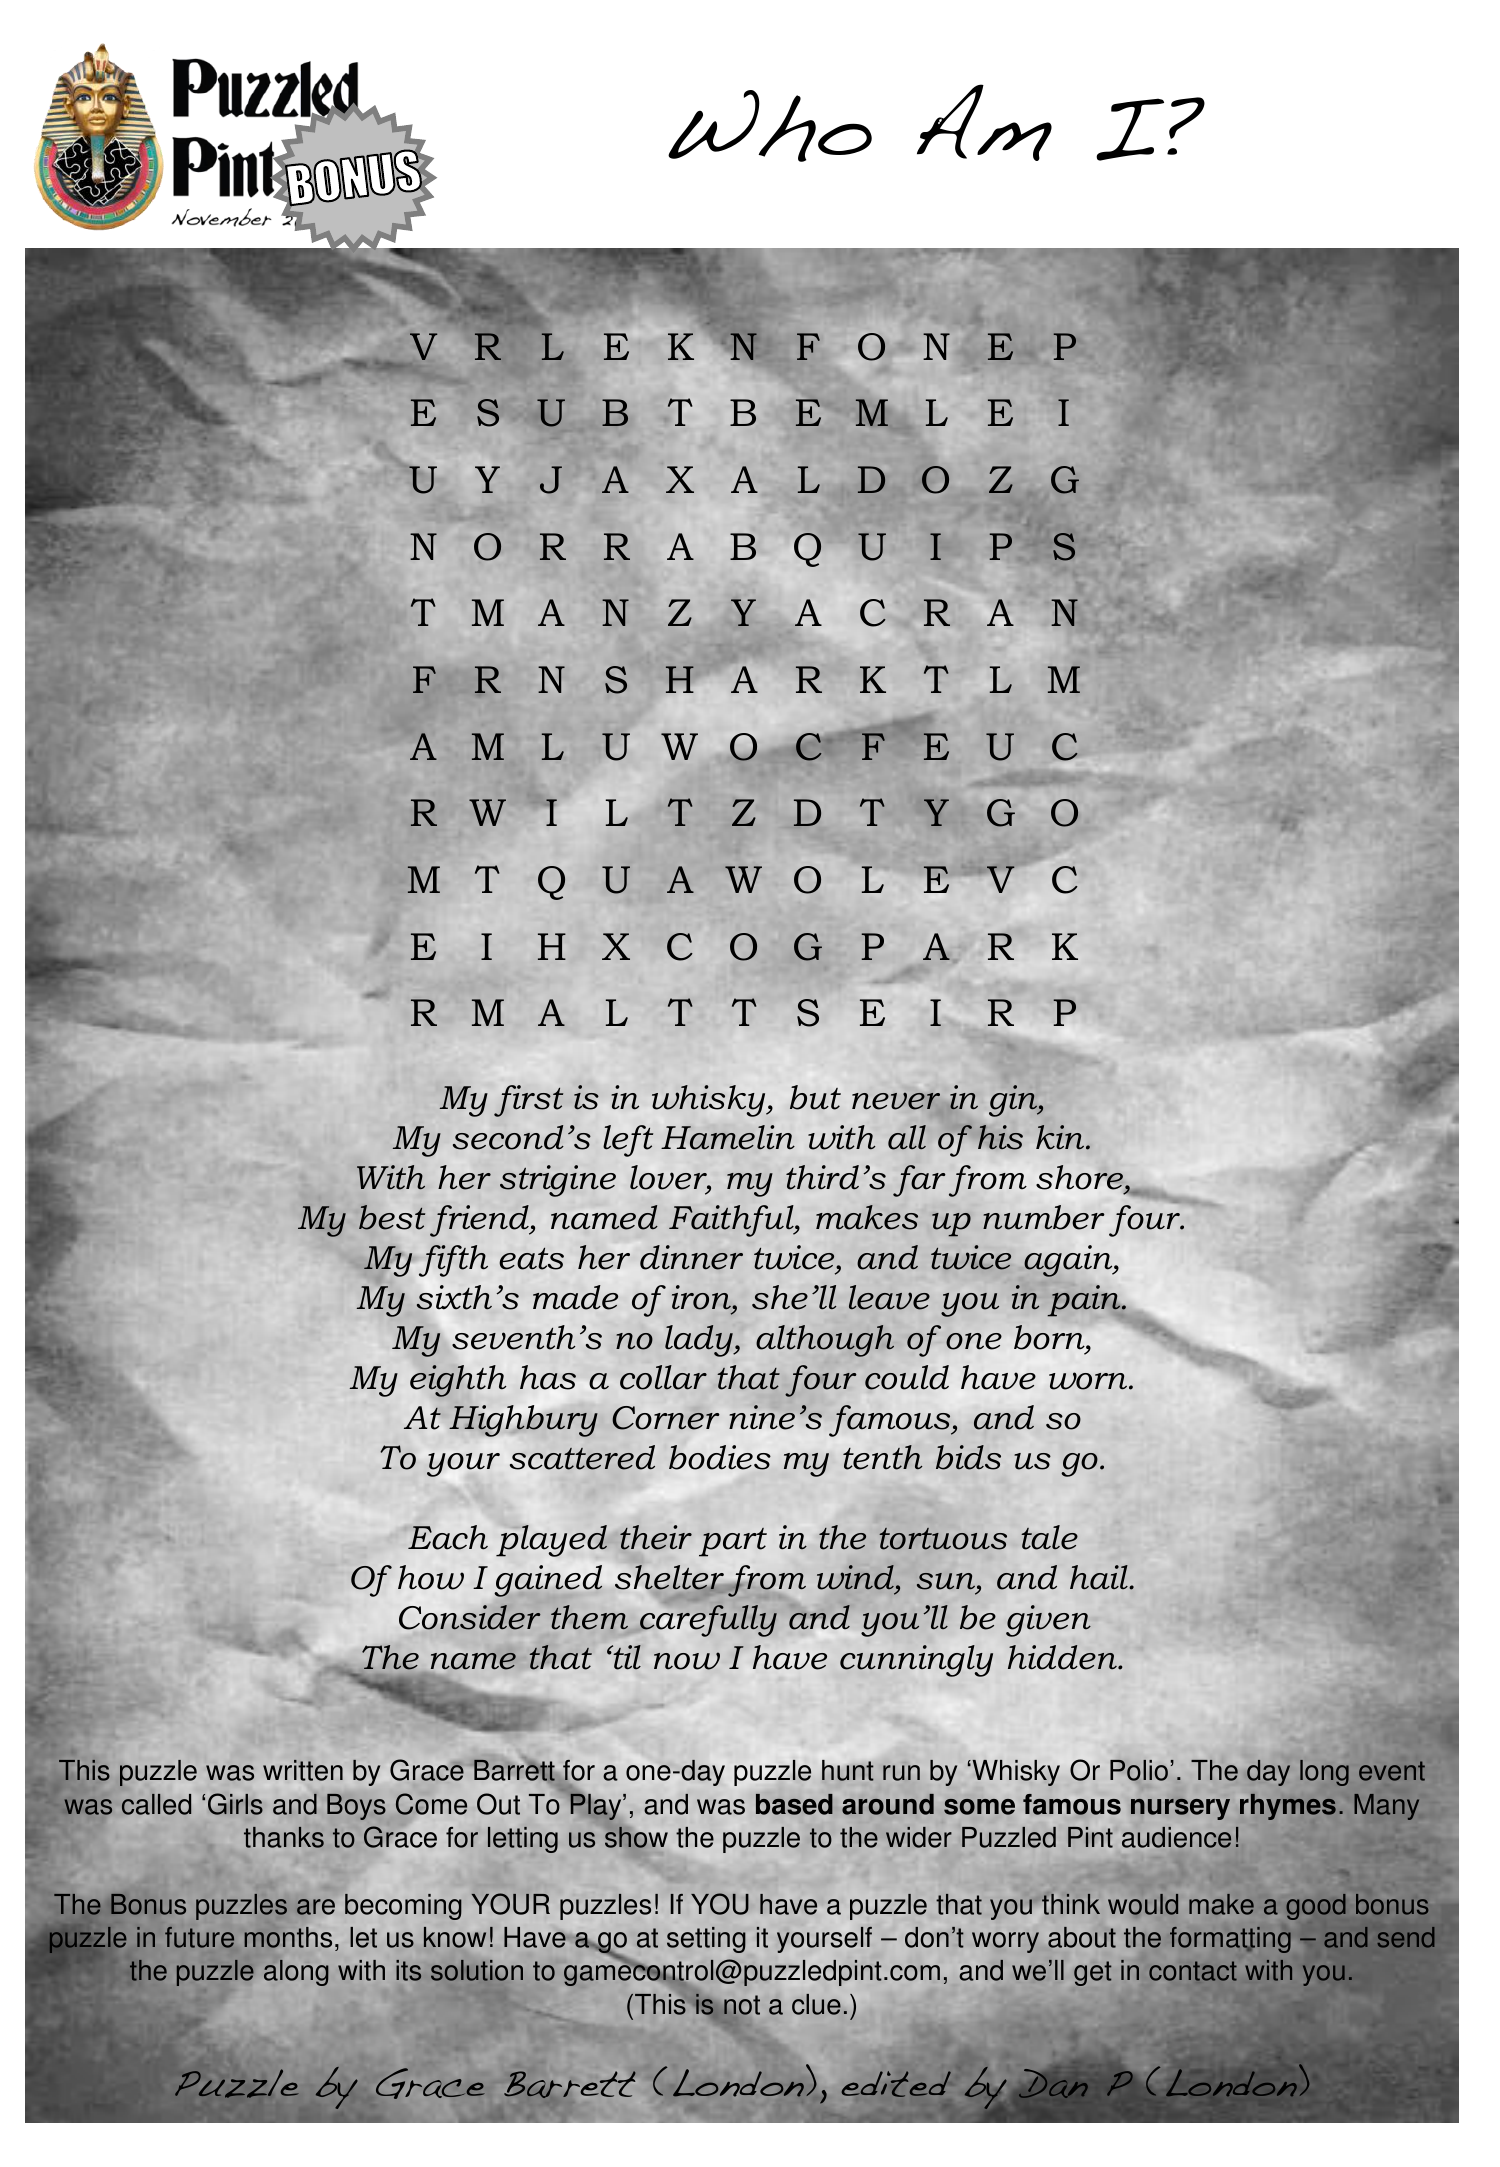 Puzzled
Pint
BONUS
November
Who Am I?
V R L E K N F O N E P
E S U B T B E M L E I
U Y J A X A L D O Z G
N O R R A B Q U I P S
T M A N Z Y A C R A N
F R N S H A R K T L M
A M L U W O C F E U C
R W I L T Z D T Y G O
M T Q U A W O L E V C
E I H X C O G P A R K
R M A L T T S E I R P
My first is in whisky, but never in gin,
My second's left Hamelin with all of his kin.
With her strigine lover, my third's far from shore,
My best friend, named Faithful, makes up number four.
My fifth eats her dinner twice, and twice again,
My sixth's made of iron, she'll leave you in pain.
My seventh's no lady, although of one born,
My eighth has a collar that four could have worn.
At Highbury Corner nine's famous, and so
To your scattered bodies my tenth bids us go.
Each played their part in the tortuous tale
Of how I gained shelter from wind, sun, and hail.
Consider them carefully and you'll be given
The name that 'til now I have cunningly hidden.
This puzzle was written by Grace Barrett for a one-day puzzle hunt run by 'Whisky Or Polio'. The day long event
was called 'Girls and Boys Come Out To Play', and was based around some famous nursery rhymes. Many
thanks to Grace for letting us show the puzzle to the wider Puzzled Pint audience!
The Bonus puzzles are becoming YOUR puzzles! If YOU have a puzzle that you think would make a good bonus
puzzle in future months, let us know! Have a go at setting it yourself – don't worry about the formatting – and send
the puzzle along with its solution to gamecontrol@puzzledpint.com, and we'll get in contact with you.
(This is not a clue.)
Puzzle by Grace Barrett (London), edited by Dan P (London)